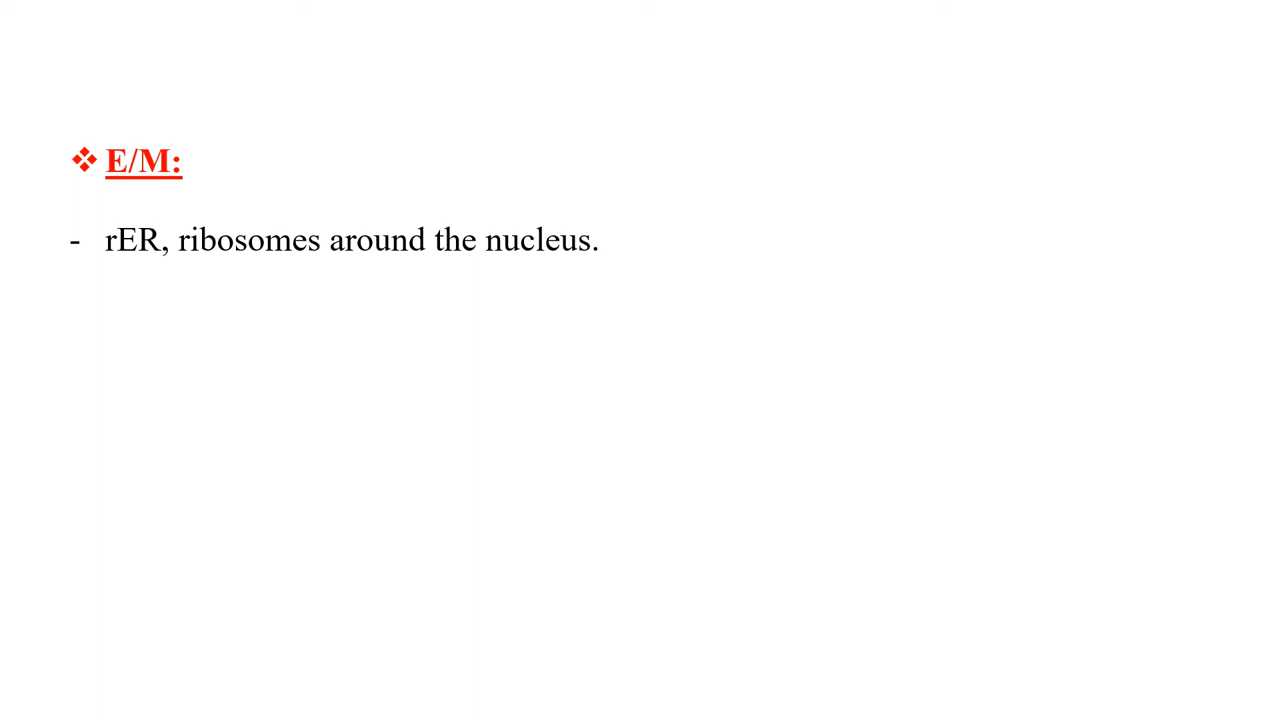 ❖ E/M:
- rER, ribosomes around the nucleus.